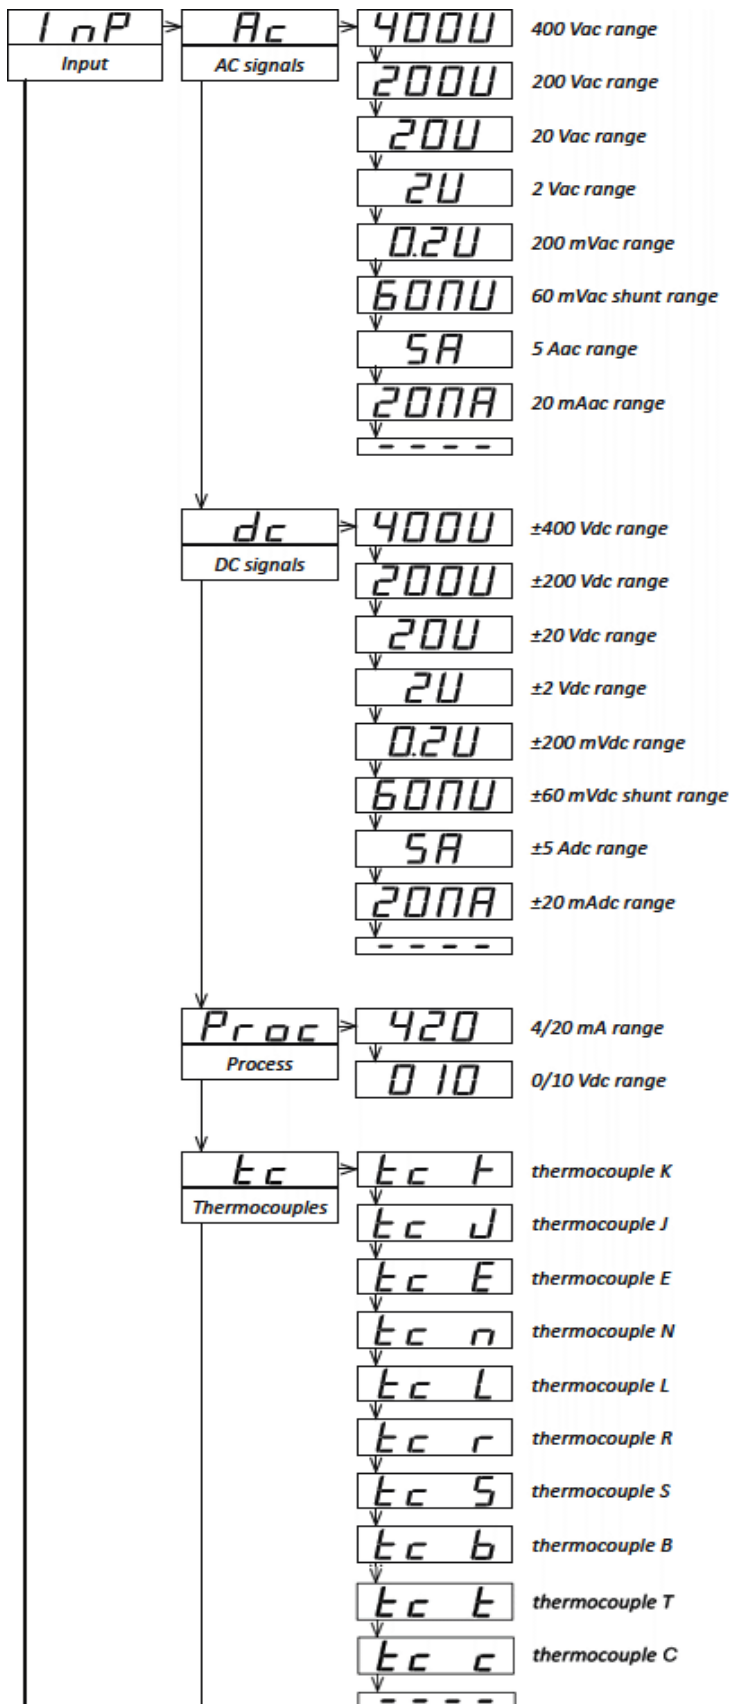 InP Ac 400U 400 Vac range
Input AC signals
200U 200 Vac range
20U 20 Vac range
2U 2 Vac range
0.2U 200 mVac range
60nU 60 mVac shunt range
5A 5 Aac range
20nA 20 mAac range
- - - -
dc 400U ±400 Vdc range
DC signals
200U ±200 Vdc range
20U ±20 Vdc range
2U ±2 Vdc range
0.2U ±200 mVdc range
60nU ±60 mVdc shunt range
5A ±5 Adc range
20nA ±20 mAdc range
- - - -
Proc 420 4/20 mA range
Process
010 0/10 Vdc range
tc tc k thermocouple K
Thermocouples
tc J thermocouple J
tc E thermocouple E
tc n thermocouple N
tc L thermocouple L
tc r thermocouple R
tc S thermocouple S
tc b thermocouple B
tc t thermocouple T
tc c thermocouple C
- - - -